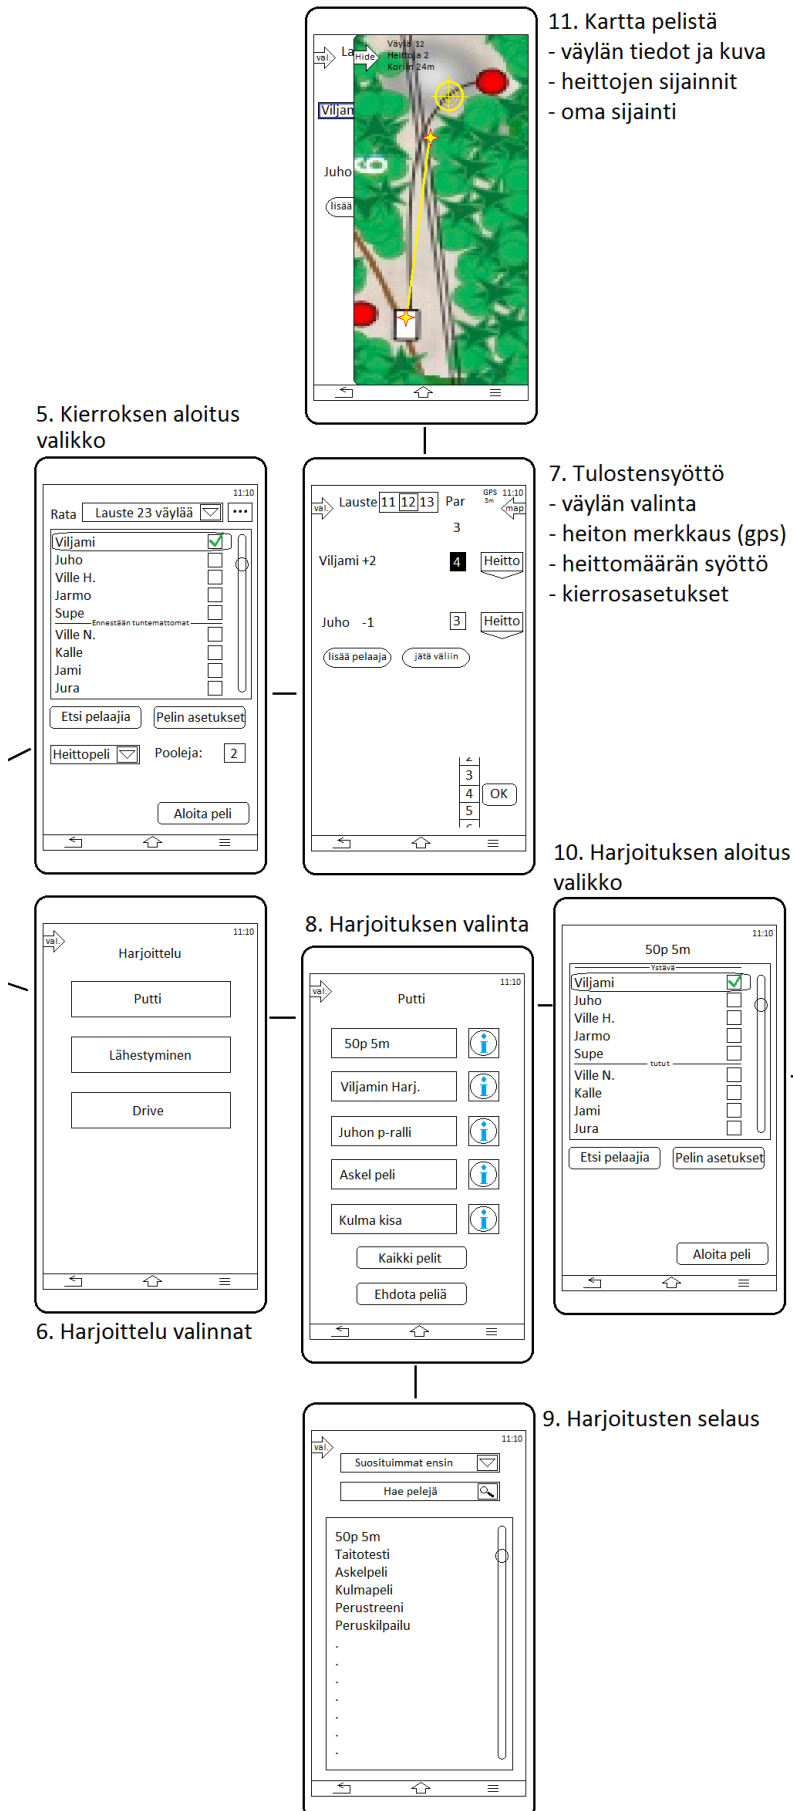 11. Kartta pelistä
- väylän tiedot ja kuva
- heittojen sijainnit
- oma sijainti
val.
La
Hide
Väylä 12
Heittoja 2
Koriin 24m
Viljam
Juho
lisää
6
5. Kierroksen aloitus
valikko
11:10
Rata
Lauste 23 väylää
...
Viljami
Juho
Ville H.
Jarmo
Supe
Ennestään tuntemattomat
Ville N.
Kalle
Jami
Jura
Etsi pelaajia
Pelin asetukset
Heittopeli
Pooleja:
2
Aloita peli
7. Tulostensyöttö
- väylän valinta
- heiton merkkaus (gps)
- heittomäärän syöttö
- kierrosasetukset
val.
Lauste
11 12 13
Par
GPS
3m
11:10
map
3
Viljami +2
4
Heitto
Juho -1
3
Heitto
lisää pelaaja
jätä väliin
2
3
4
5
6
OK
val.
11:10
Harjoittelu
Putti
Lähestyminen
Drive
6. Harjoittelu valinnat
8. Harjoituksen valinta
val.
11:10
Putti
50p 5m
i
Viljamin Harj.
i
Juhon p-ralli
i
Askel peli
i
Kulma kisa
i
Kaikki pelit
Ehdota peliä
10. Harjoituksen aloitus
valikko
11:10
50p 5m
Ystävä
Viljami
Juho
Ville H.
Jarmo
Supe
tutut
Ville N.
Kalle
Jami
Jura
Etsi pelaajia
Pelin asetukset
Aloita peli
9. Harjoitusten selaus
val.
11:10
Suosituimmat ensin
Hae pelejä
50p 5m
Taitotesti
Askelpeli
Kulmapeli
Perustreeni
Peruskilpailu
.
.
.
.
.
.
.